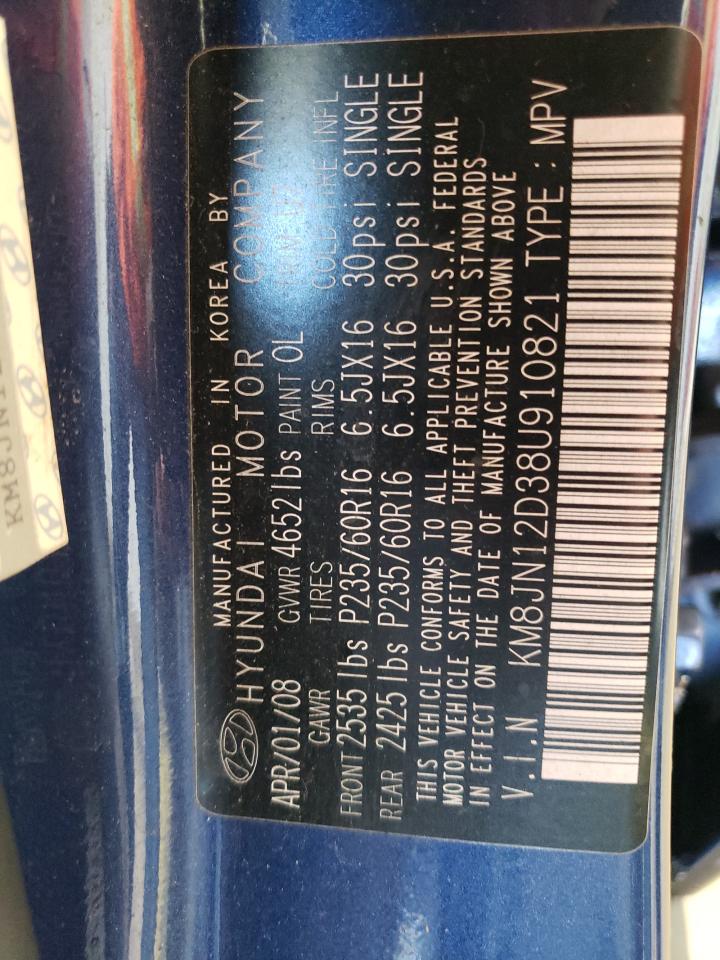 MANUFACTURED IN KOREA BY
HYUNDAI MOTOR COMPANY
APR/01/08 GVWR 4652 lbs PAINT OL
GAWR TIRES RIMS COLD TIRE INFL
FRONT 2535 lbs P235/60R16 6.5JX16 30psi SINGLE
REAR 2425 lbs P235/60R16 6.5JX16 30psi SINGLE
THIS VEHICLE CONFORMS TO ALL APPLICABLE U.S.A. FEDERAL
MOTOR VEHICLE SAFETY AND THEFT PREVENTION STANDARDS
IN EFFECT ON THE DATE OF MANUFACTURE SHOWN ABOVE
V.I.N KM8JN12D38U910821 TYPE : MPV